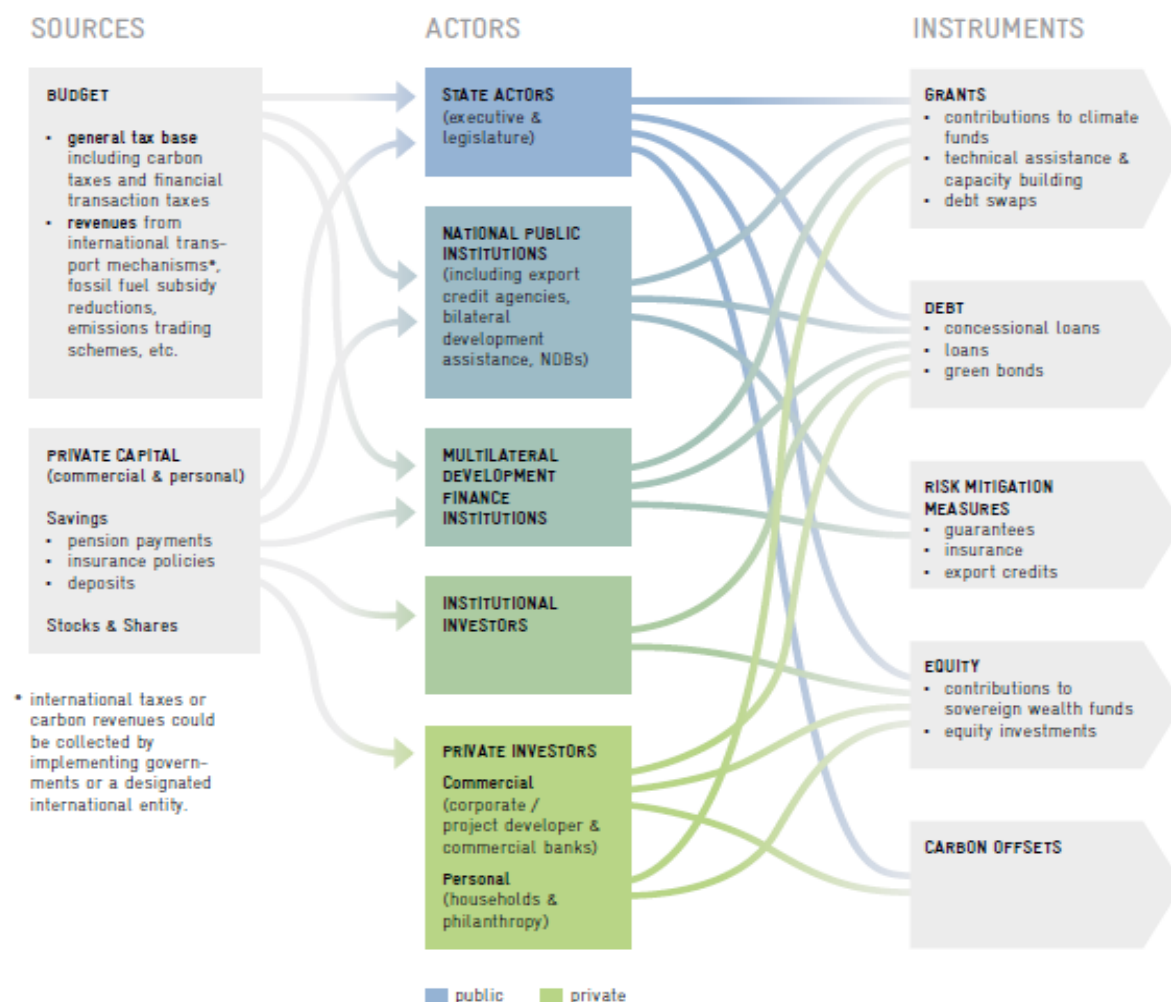 SOURCES
ACTORS
INSTRUMENTS
BUDGET
• general tax base
including carbon
taxes and financial
transaction taxes
• revenues from
international trans-
port mechanisms*,
fossil fuel subsidy
reductions,
emissions trading
schemes, etc.
PRIVATE CAPITAL
(commercial & personal)
Savings
• pension payments
• insurance policies
• deposits
Stocks & Shares
* international taxes or
carbon revenues could
be collected by
implementing govern-
ments or a designated
international entity.
STATE ACTORS
(executive &
legislature)
NATIONAL PUBLIC
INSTITUTIONS
(including export
credit agencies,
bilateral
development
assistance, NDBs)
MULTILATERAL
DEVELOPMENT
FINANCE
INSTITUTIONS
INSTITUTIONAL
INVESTORS
PRIVATE INVESTORS
Commercial
(corporate /
project developer &
commercial banks)
Personal
(households &
philanthropy)
GRANTS
• contributions to climate
funds
• technical assistance &
capacity building
• debt swaps
DEBT
• concessional loans
• loans
• green bonds
RISK MITIGATION
MEASURES
• guarantees
• insurance
• export credits
EQUITY
• contributions to
sovereign wealth funds
• equity investments
CARBON OFFSETS
public
private